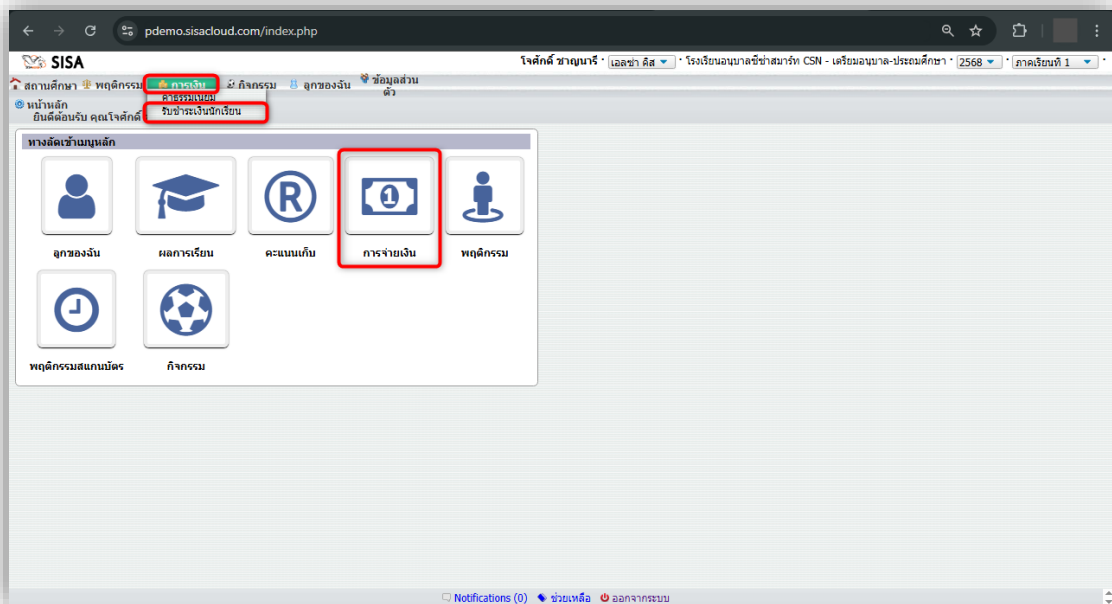 pdemo.sisacloud.com/index.php
SISA
โจศักดิ์ ชาญนารี · เอลซ่า ดิส · โรงเรียนอนุบาลซีซ่าสมาร์ท CSN - เตรียมอนุบาล-ประถมศึกษา · 2568 · ภาคเรียนที่ 1 ·
สถานศึกษา พฤติกรรม การเงิน กิจกรรม ลูกของฉัน ข้อมูลส่วน
ตัว
ค่าธรรมเนียม
หน้าหลัก
รับชำระเงินนักเรียน
ยินดีต้อนรับ คุณโจศักดิ์
ทางลัดเข้าเมนูหลัก
R
1
ลูกของฉัน ผลการเรียน คะแนนเก็บ การจ่ายเงิน พฤติกรรม
พฤติกรรมสแกนบัตร กิจกรรม
Notifications (0) ช่วยเหลือ ออกจากระบบ